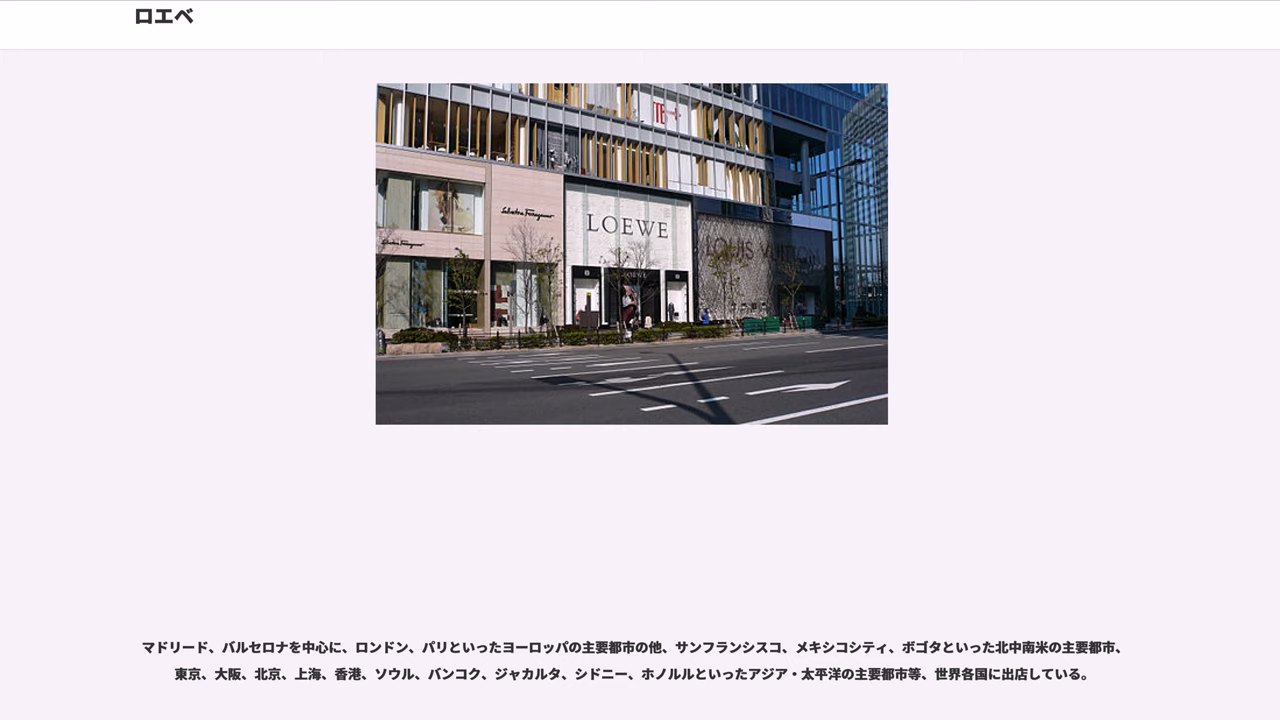 ロエベ
Salvatore Ferragamo
LOEWE
LOUIS VUITTON
Salvatore Ferragamo
LOEWE
マドリード、バルセロナを中心に、ロンドン、パリといったヨーロッパの主要都市の他、サンフランシスコ、メキシコシティ、ボゴタといった北中南米の主要都市、
東京、大阪、北京、上海、香港、ソウル、バンコク、ジャカルタ、シドニー、ホノルルといったアジア・太平洋の主要都市等、世界各国に出店している。